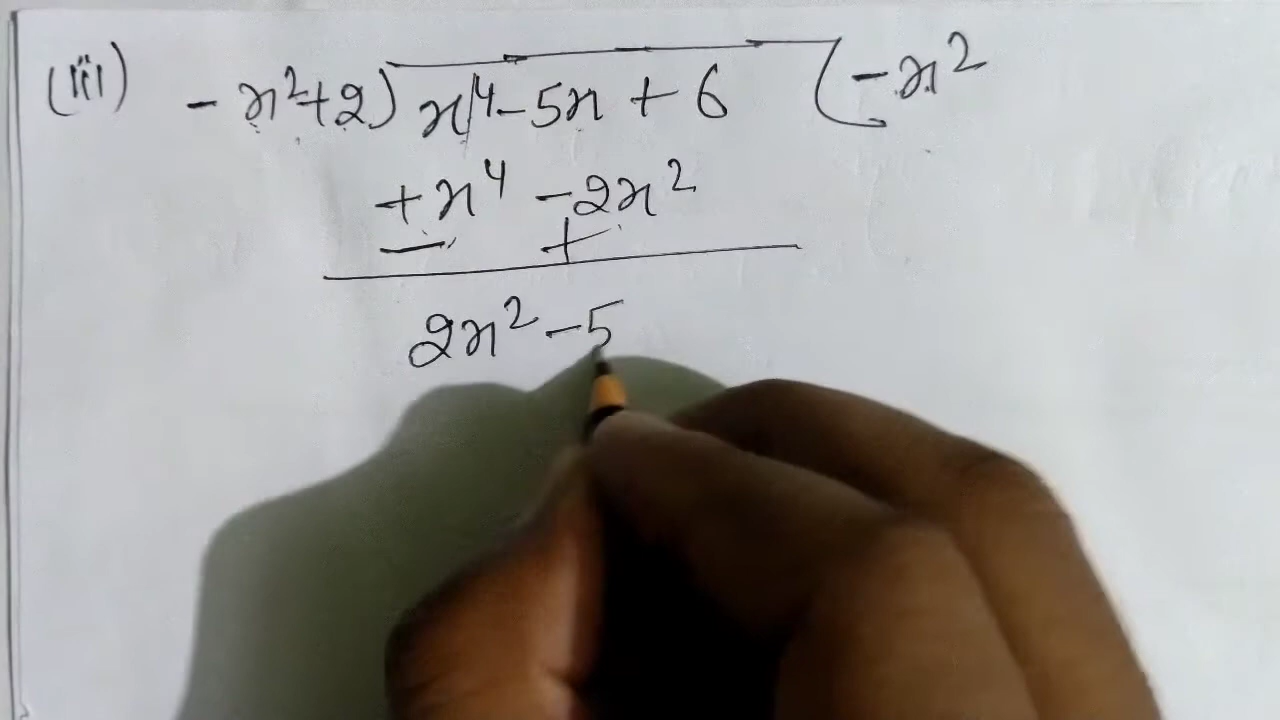 (iii) -x²+2) x⁴-5x+6 (-x²
+x⁴ -2x²
- +
2x²-5